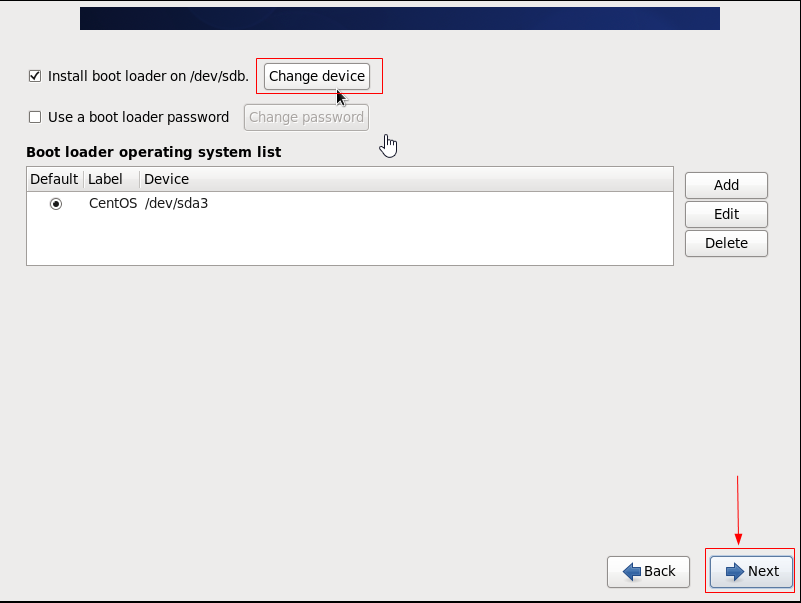 Install boot loader on /dev/sdb. Change device
Use a boot loader password Change password
Boot loader operating system list
Default Label Device
CentOS /dev/sda3
Add
Edit
Delete
Back Next